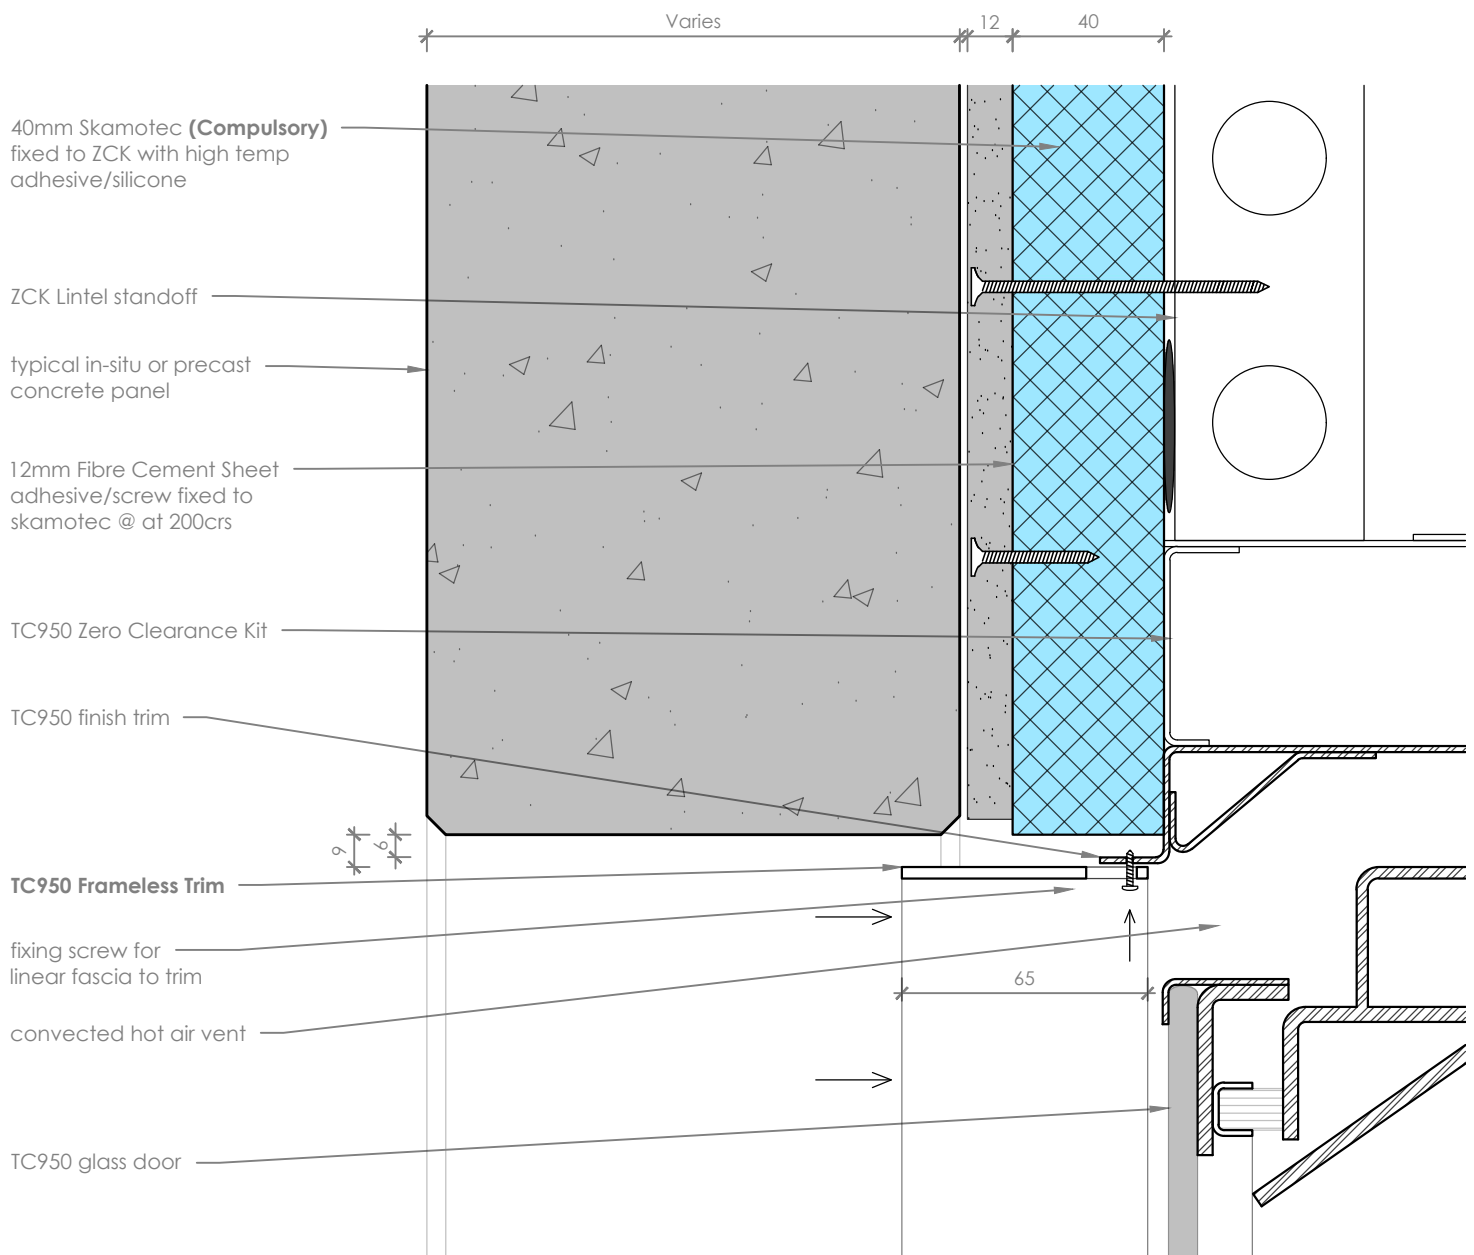 Varies
12
40
40mm Skamotec (Compulsory)
fixed to ZCK with high temp
adhesive/silicone
ZCK Lintel standoff
typical in-situ or precast
concrete panel
12mm Fibre Cement Sheet
adhesive/screw fixed to
skamotec @ at 200crs
TC950 Zero Clearance Kit
TC950 finish trim
9
6
TC950 Frameless Trim
fixing screw for
linear fascia to trim
65
convected hot air vent
TC950 glass door